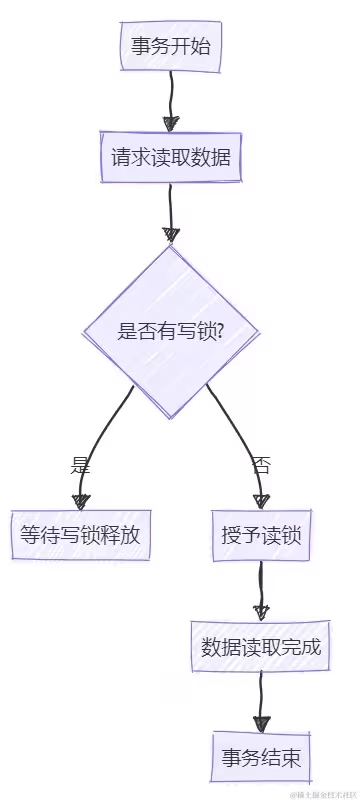 事务开始
请求读取数据
是否有写锁?
是
否
等待写锁释放
授予读锁
数据读取完成
事务结束
@稀土掘金技术社区